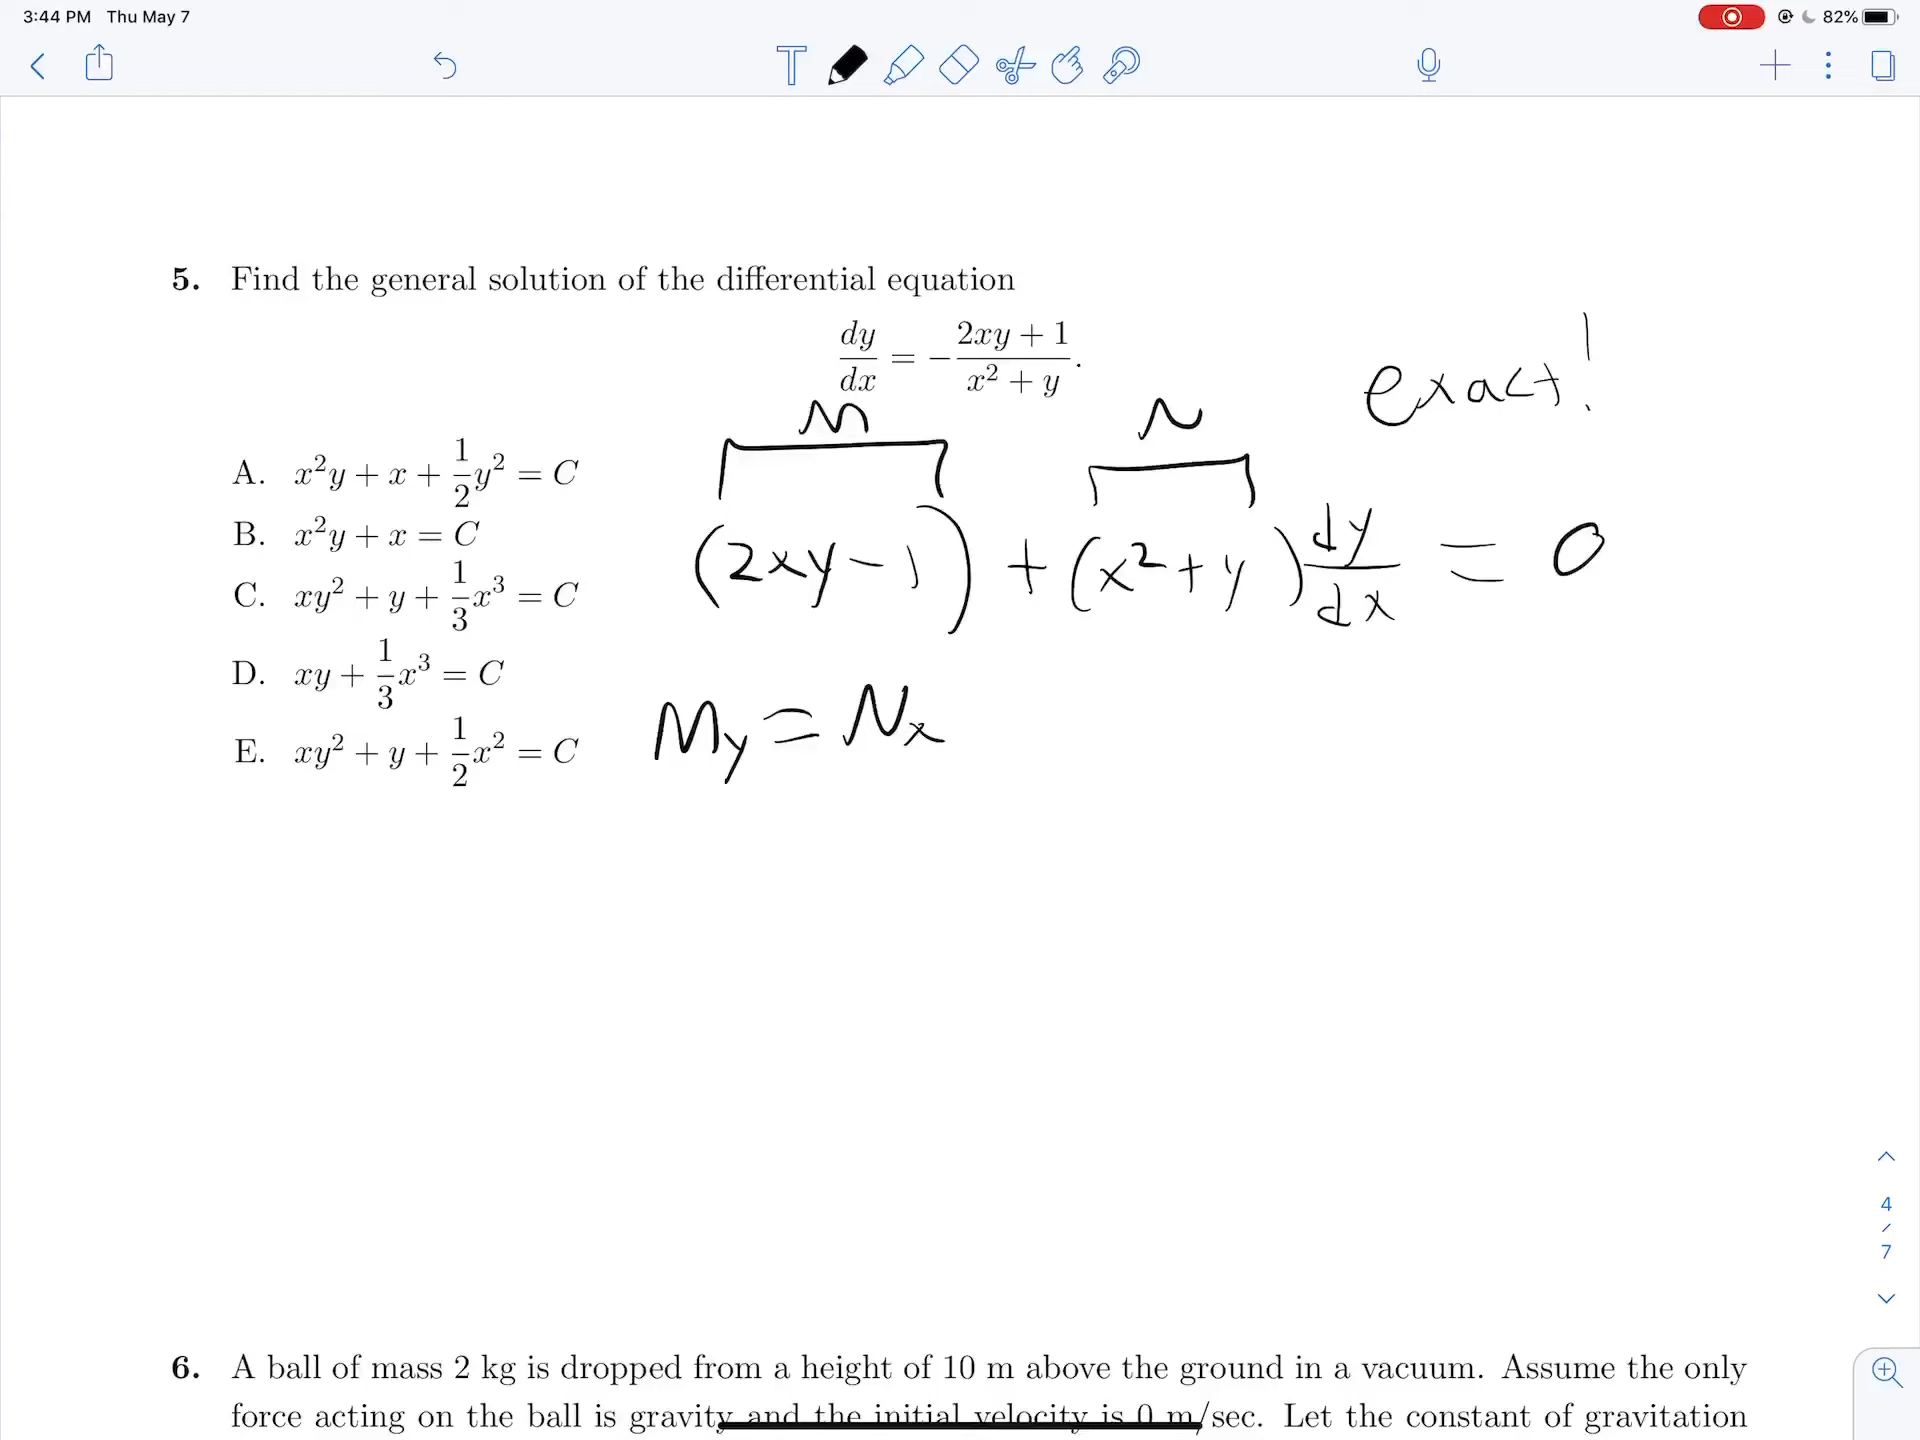 3:44 PM Thu May 7
82%
T
5. Find the general solution of the differential equation
dy/dx = − (2xy + 1)/(x² + y).
exact!
M N
(2xy − 1) + (x² + y) dy/dx = 0
A. x²y + x + 1/2 y² = C
B. x²y + x = C
C. xy² + y + 1/3 x³ = C
D. xy + 1/3 x³ = C
E. xy² + y + 1/2 x² = C
My = Nx
4
/
7
6. A ball of mass 2 kg is dropped from a height of 10 m above the ground in a vacuum. Assume the only
force acting on the ball is gravity and the initial velocity is 0 m/sec. Let the constant of gravitation